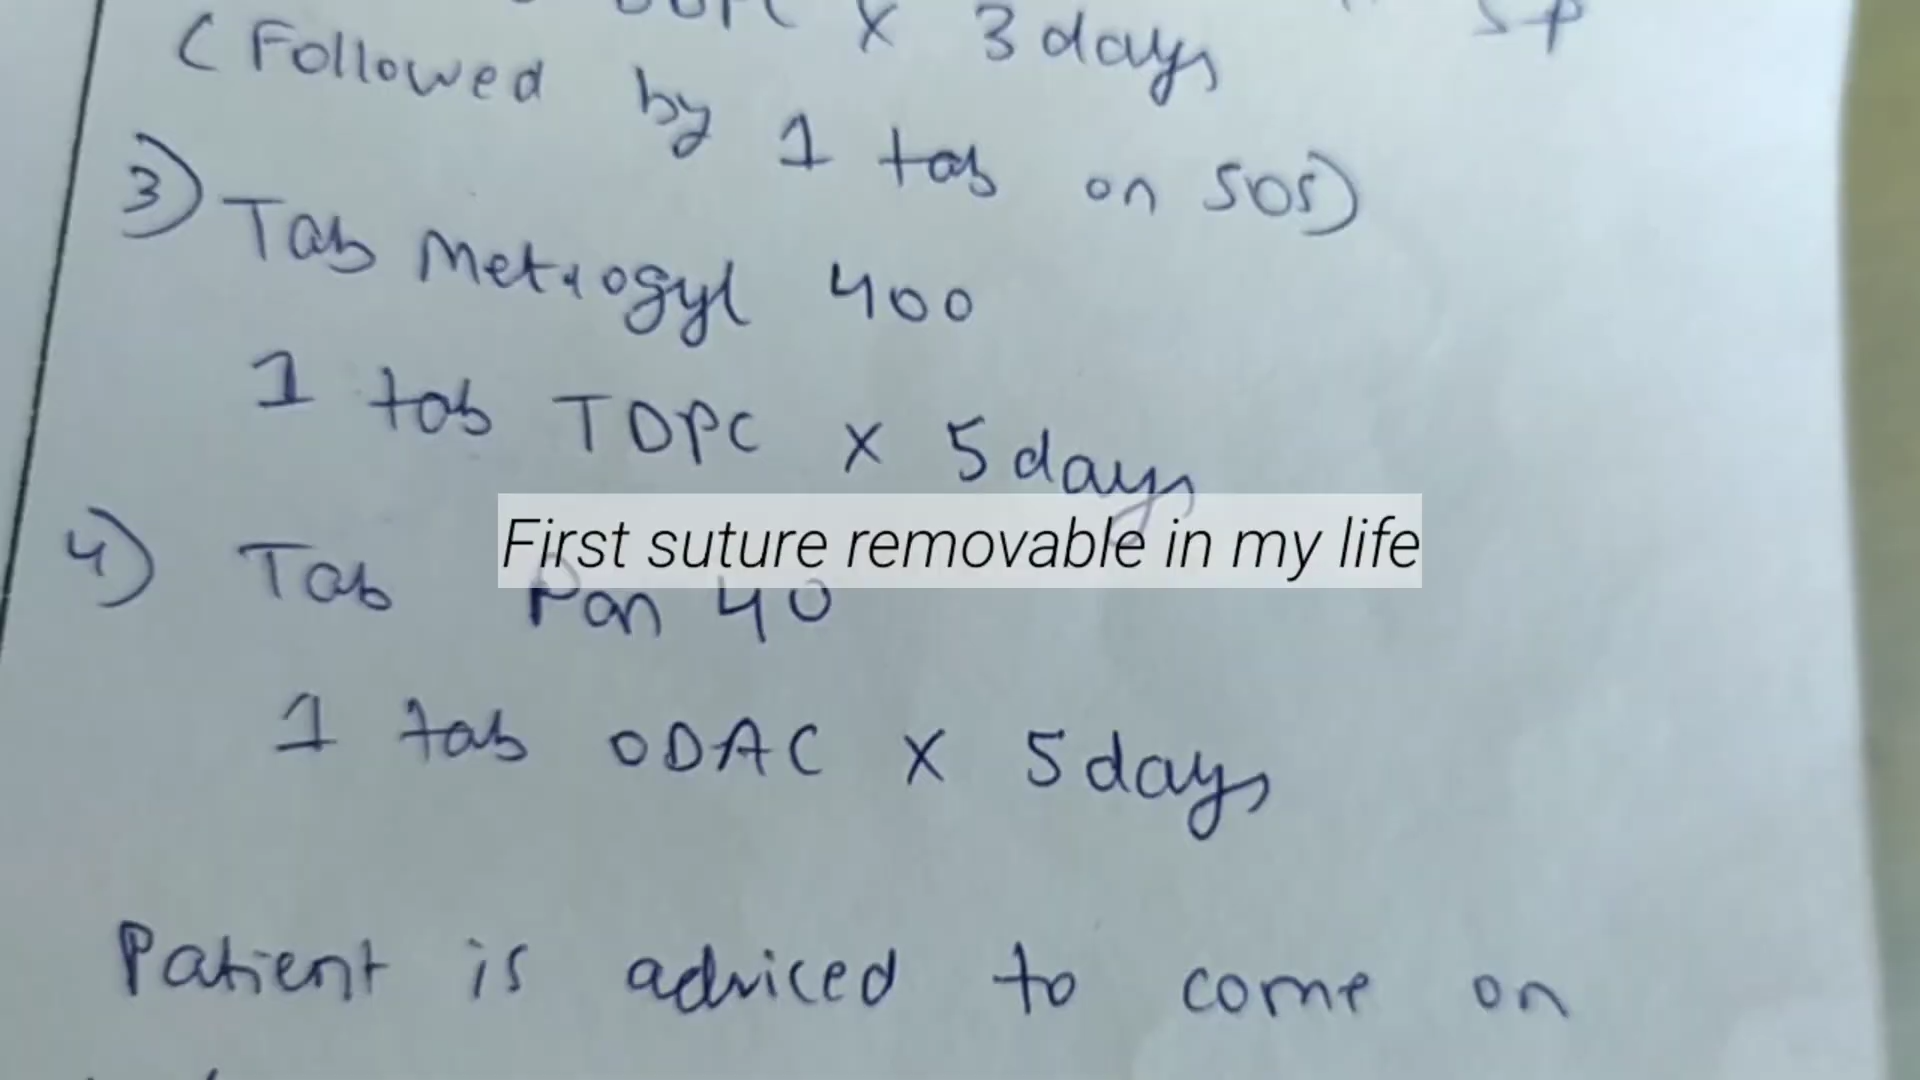 x 3 days
(Followed by 1 tab on SOS)
3) Tab Metrogyl 400
1 tab TDPC x 5 days
First suture removable in my life
4) Tab Pan 40
1 tab ODAC x 5 days
Patient is adviced to come on